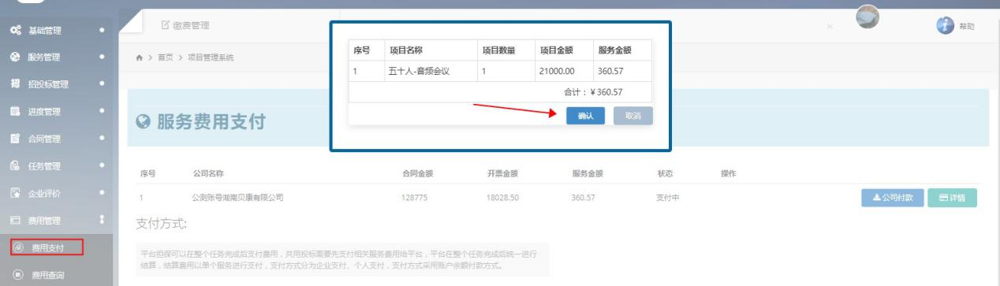 基础管理
服务管理
招投标管理
进度管理
合同管理
任务管理
企业评价
费用管理
费用支付
费用查询
缴费管理
帮助
首页 > 项目管理系统
服务费用支付
序号 项目名称 项目数量 项目金额 服务金额
1 五十人-音频会议 1 21000.00 360.57
合计：￥360.57
确认 取消
序号 公司名称 合同金额 开票金额 服务金额 状态 操作
1 公测账号湖南贝康有限公司 128775 18028.50 360.57 支付中 公司付款 详情
支付方式:
平台担保可以在整个任务完成后支付费用，共用投标需要先支付相关服务费用给平台，平台在整个任务完成后统一进行
结算，结算费用以单个服务进行支付，支付方式分为企业支付、个人支付，支付方式采用账户余额付款方式。